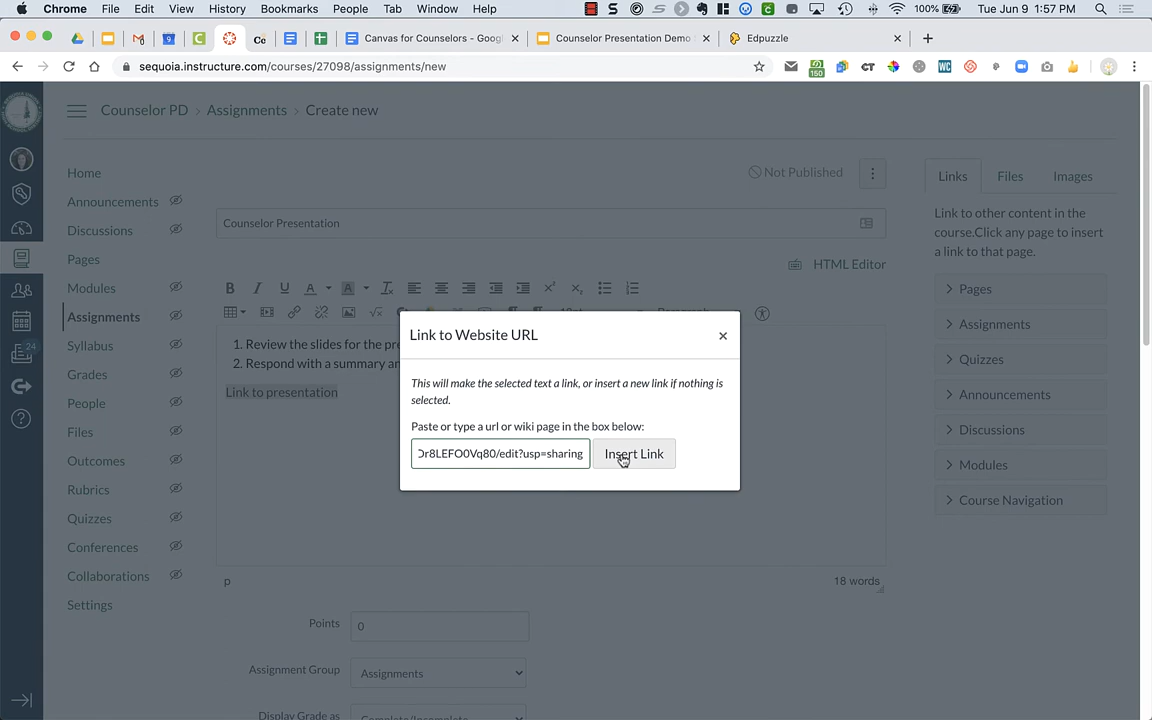 Chrome File Edit View History Bookmarks People Tab Window Help 100% Tue Jun 9 1:57 PM
Canvas for Counselors - Goog
Counselor Presentation Demo
Edpuzzle
sequoia.instructure.com/courses/27098/assignments/new
Counselor PD > Assignments > Create new
Home
Announcements
Discussions
Pages
Modules
Assignments
Syllabus
Grades
People
Files
Outcomes
Rubrics
Quizzes
Conferences
Collaborations
Settings
24
Not Published
Counselor Presentation
HTML Editor
1. Review the slides for the pre
2. Respond with a summary an
Link to presentation
Link to Website URL
This will make the selected text a link, or insert a new link if nothing is
selected.
Paste or type a url or wiki page in the box below:
Or8LEFO0Vq80/edit?usp=sharing
Insert Link
p
18 words
Points 0
Assignment Group Assignments
Display Grade as Complete/Incomplete
Links Files Images
Link to other content in the
course.Click any page to insert
a link to that page.
Pages
Assignments
Quizzes
Announcements
Discussions
Modules
Course Navigation